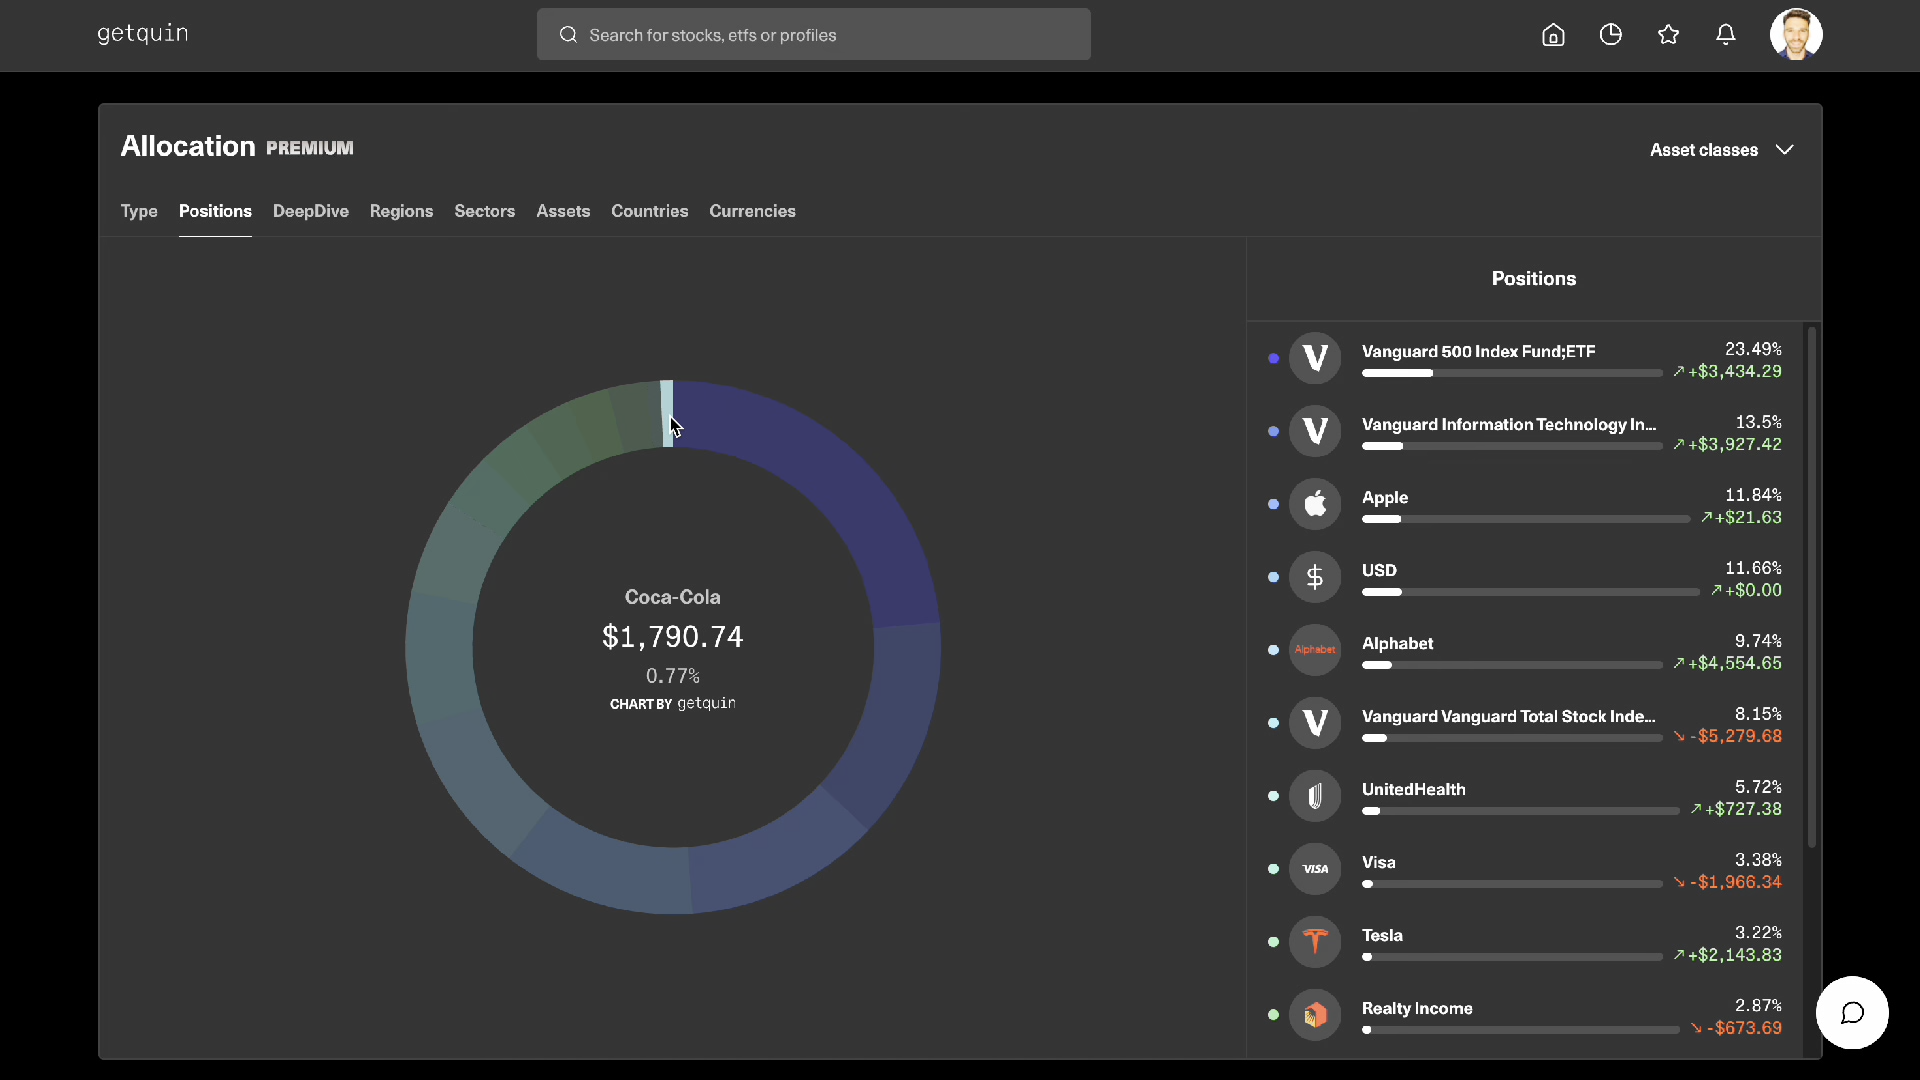 getquin
Search for stocks, etfs or profiles
Allocation PREMIUM
Asset classes
Type Positions DeepDive Regions Sectors Assets Countries Currencies
Coca-Cola
$1,790.74
0.77%
CHART BY getquin
Positions
Vanguard 500 Index Fund;ETF 23.49%
+$3,434.29
Vanguard Information Technology In... 13.5%
+$3,927.42
Apple 11.84%
+$21.63
$ USD 11.66%
+$0.00
Alphabet Alphabet 9.74%
+$4,554.65
Vanguard Vanguard Total Stock Inde... 8.15%
-$5,279.68
UnitedHealth 5.72%
+$727.38
VISA Visa 3.38%
-$1,966.34
Tesla 3.22%
+$2,143.83
Realty Income 2.87%
-$673.69